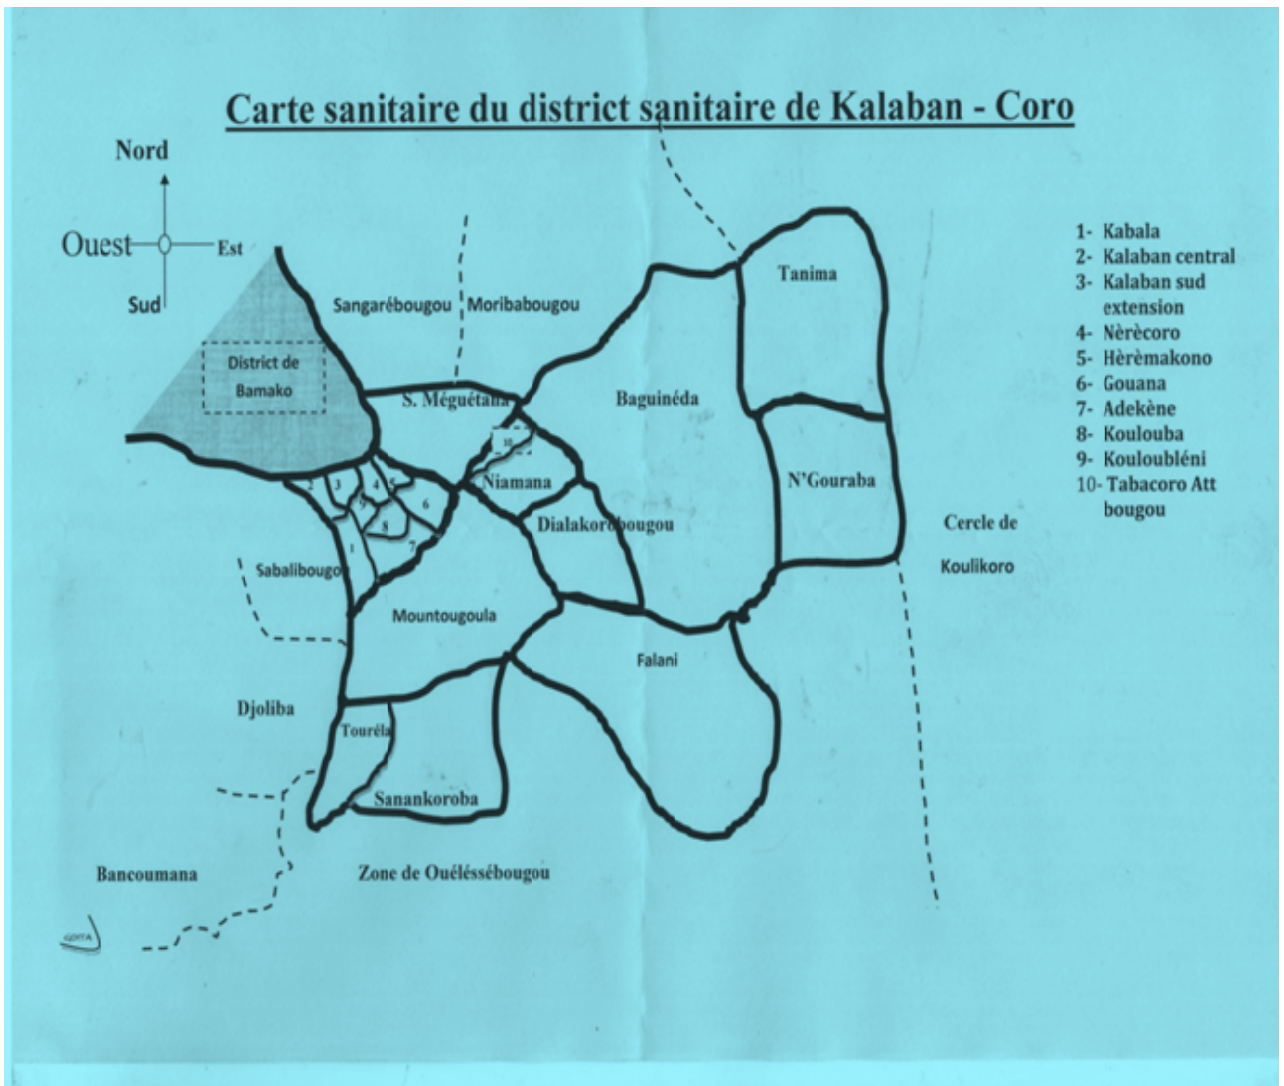 Carte sanitaire du district sanitaire de Kalaban - Coro
Nord
Ouest
Est
Sud
Sangarébougou
Moribabougou
Tanima
District de
Bamako
S. Méguétana
Baguinéda
10
Niamana
N'Gouraba
2
3
4
5
6
9
8
7
1
Dialakorobougou
Sabalibougo
Mountougoula
Falani
Cercle de
Koulikoro
Djoliba
Touréla
Sanankoroba
Bancoumana
Zone de Ouéléssébougou
1- Kabala
2- Kalaban central
3- Kalaban sud
extension
4- Nèrècoro
5- Hèrèmakono
6- Gouana
7- Adekène
8- Koulouba
9- Kouloubléni
10- Tabacoro Att
bougou